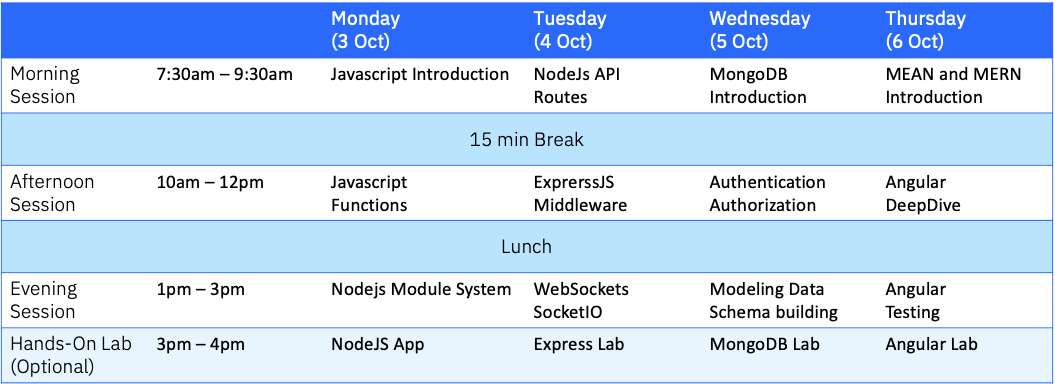 Monday Tuesday Wednesday Thursday
(3 Oct) (4 Oct) (5 Oct) (6 Oct)
Morning 7:30am – 9:30am Javascript Introduction NodeJs API MongoDB MEAN and MERN
Session Routes Introduction Introduction
15 min Break
Afternoon 10am – 12pm Javascript ExprerssJS Authentication Angular
Session Functions Middleware Authorization DeepDive
Lunch
Evening 1pm – 3pm Nodejs Module System WebSockets Modeling Data Angular
Session SocketIO Schema building Testing
Hands-On Lab 3pm – 4pm NodeJS App Express Lab MongoDB Lab Angular Lab
(Optional)